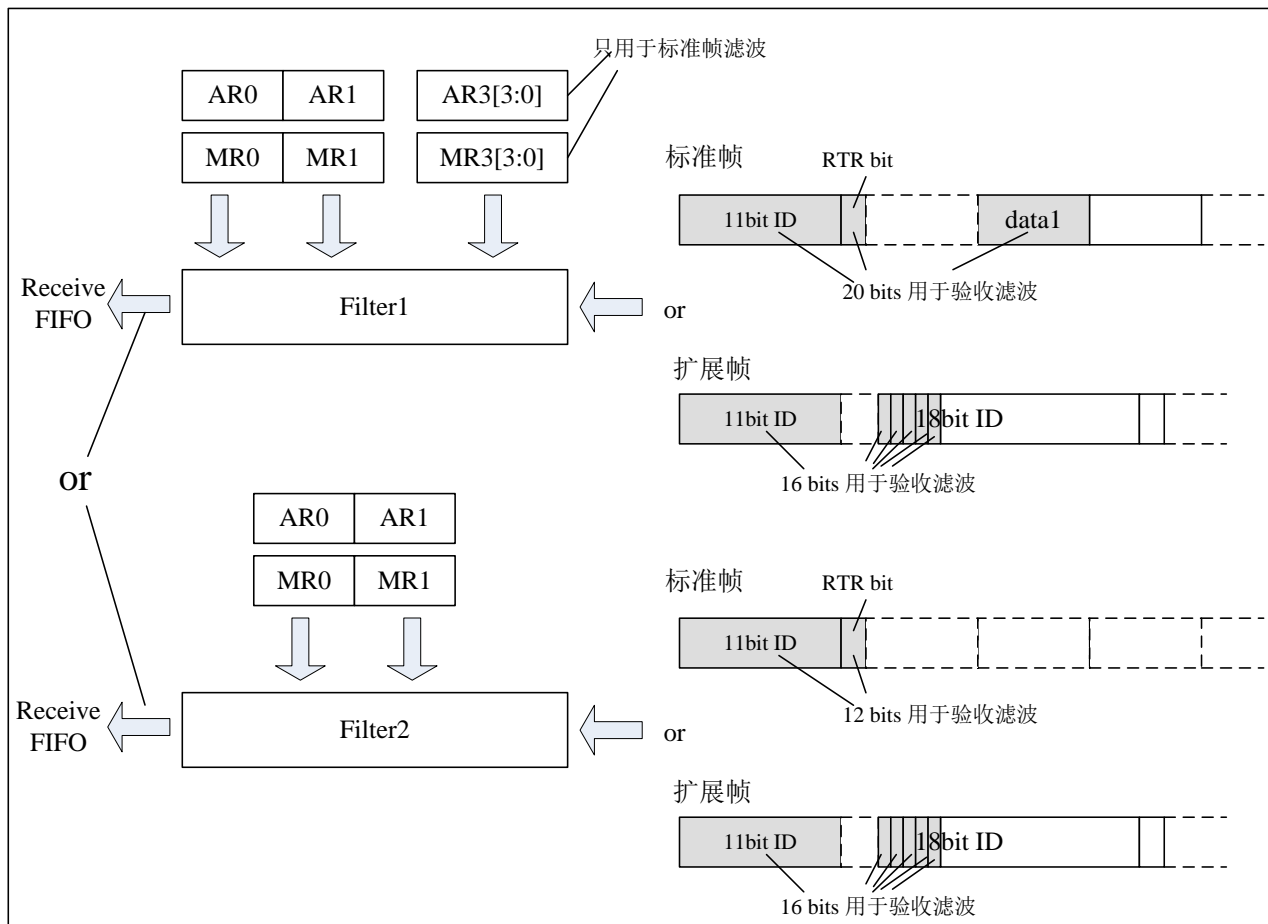 只用于标准帧滤波
AR0 AR1 AR3[3:0]
MR0 MR1 MR3[3:0]
标准帧
RTR bit
11bit ID data1
20 bits 用于验收滤波
Receive
FIFO
Filter1
or
扩展帧
11bit ID 18bit ID
16 bits 用于验收滤波
or
AR0 AR1
MR0 MR1
标准帧
RTR bit
11bit ID
12 bits 用于验收滤波
Receive
FIFO
Filter2
or
扩展帧
11bit ID 18bit ID
16 bits 用于验收滤波